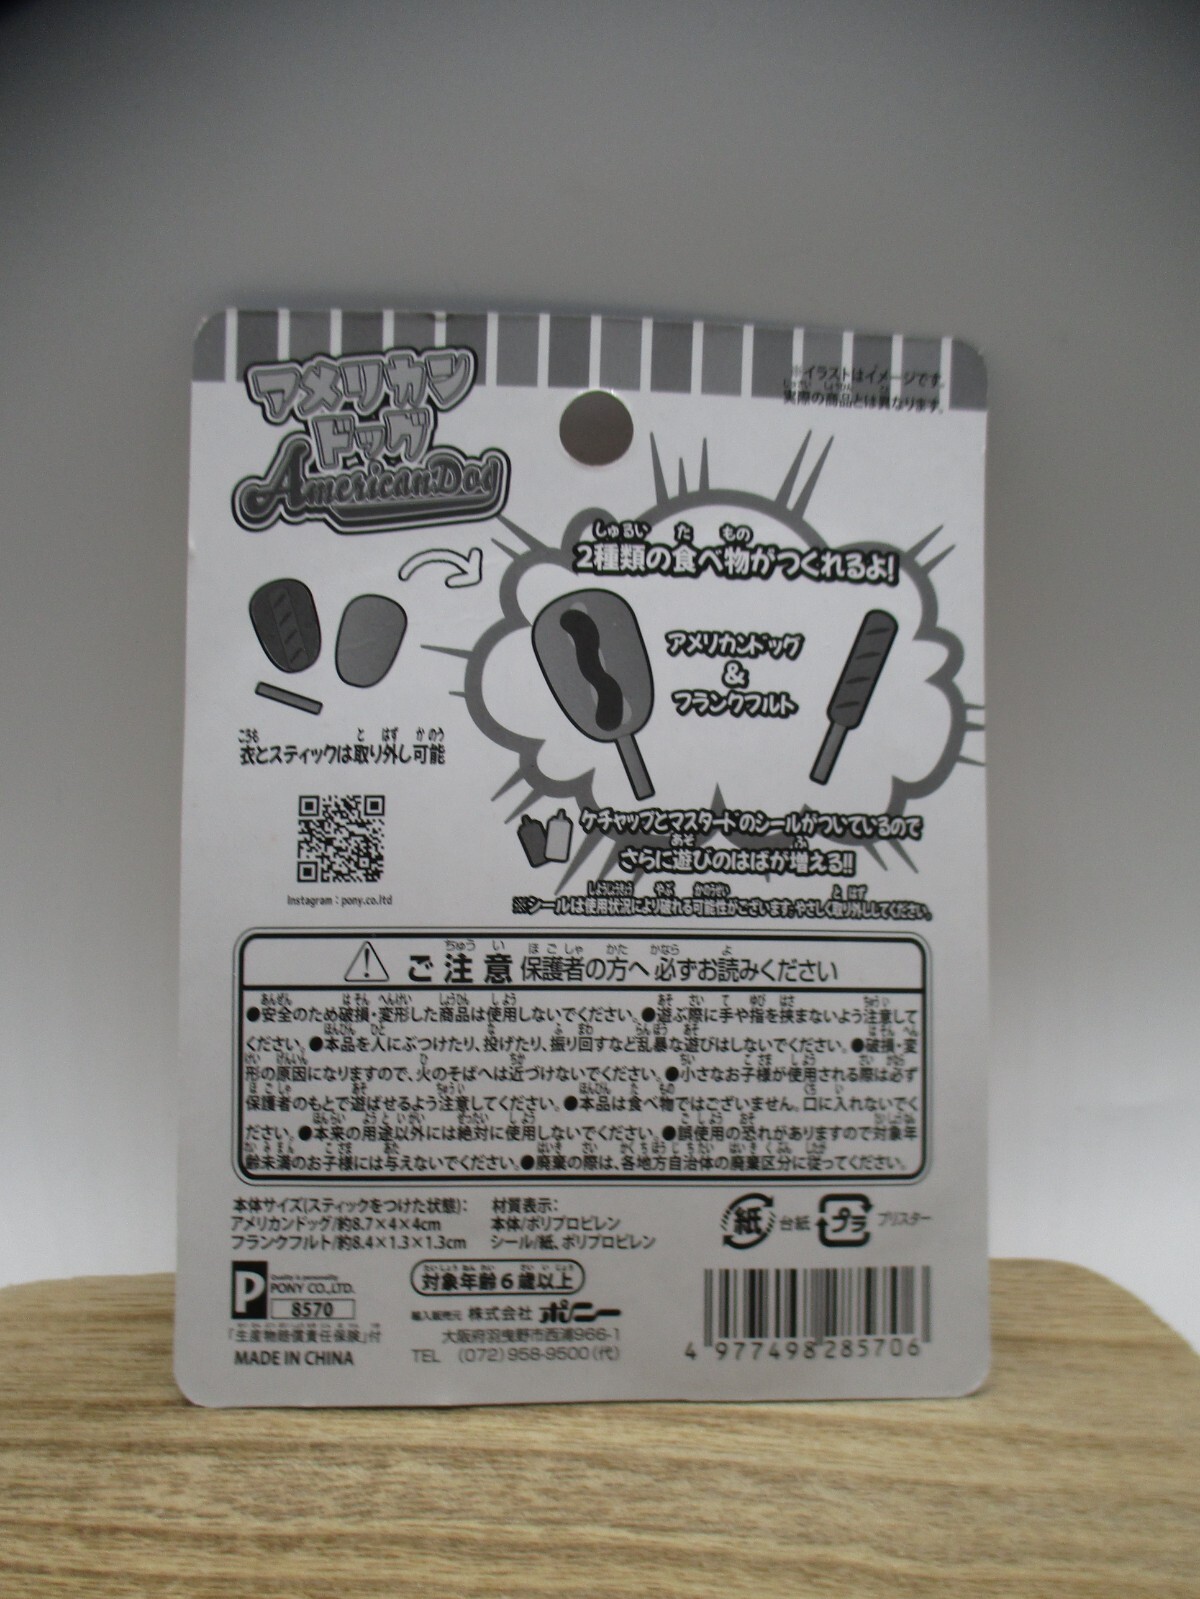 アメリカン
ドッグ
AmericanDog
※イラストはイメージです。
実際の商品とは異なります。
2種類の食べ物がつくれるよ!
アメリカンドッグ
&
フランクフルト
衣とスティックは取り外し可能
Instagram : pony.co.ltd
ケチャップとマスタードのシールがついているので
さらに遊びのはばが増える!!
※シールは使用状況により破れる可能性がございます。やさしく取り外ししてください。
ご注意 保護者の方へ 必ずお読みください
●安全のため破損・変形した商品は使用しないでください。●遊ぶ際に手や指を挟まないよう注意して
ください。●本品を人にぶつけたり、投げたり、振り回すなど乱暴な遊びはしないでください。●破損・変
形の原因になりますので、火のそばへは近づけないでください。●小さなお子様が使用される際は必ず
保護者のもとで遊ばせるよう注意してください。●本品は食べ物ではございません。口に入れないでく
ださい。●本来の用途以外には絶対に使用しないでください。●誤使用の恐れがありますので対象年
齢未満のお子様には与えないでください。●廃棄の際は、各地方自治体の廃棄区分に従ってください。
本体サイズ(スティックをつけた状態):
アメリカンドッグ/約8.7×4×4cm
フランクフルト/約8.4×1.3×1.3cm
材質表示:
本体/ポリプロピレン
シール/紙、ポリプロピレン
紙 台紙 プラ ブリスター
P
Quality is personality
PONY CO.,LTD.
8570
「生産物賠償責任保険」付
MADE IN CHINA
対象年齢6歳以上
輸入販売元 株式会社 ポニー
大阪府羽曳野市西浦966-1
TEL (072)958-9500(代)
4 977498 285706